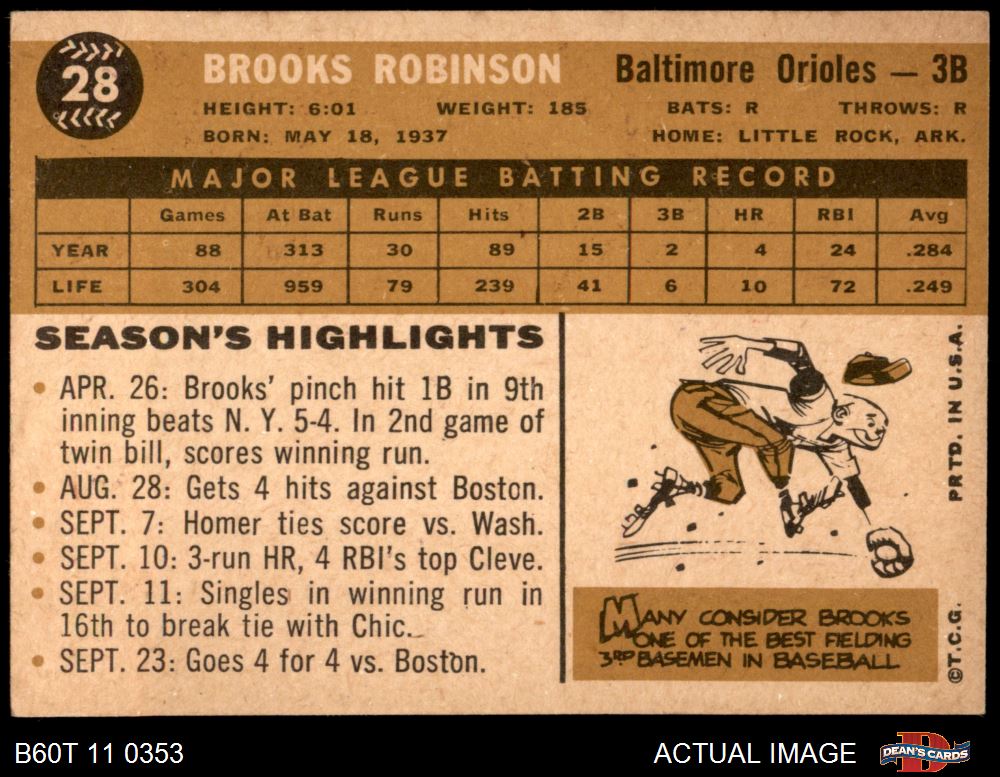 28
BROOKS ROBINSON Baltimore Orioles — 3B
HEIGHT: 6:01 WEIGHT: 185 BATS: R THROWS: R
BORN: MAY 18, 1937 HOME: LITTLE ROCK, ARK.
MAJOR LEAGUE BATTING RECORD
Games At Bat Runs Hits 2B 3B HR RBI Avg
YEAR 88 313 30 89 15 2 4 24 .284
LIFE 304 959 79 239 41 6 10 72 .249
SEASON'S HIGHLIGHTS
• APR. 26: Brooks' pinch hit 1B in 9th
inning beats N. Y. 5-4. In 2nd game of
twin bill, scores winning run.
• AUG. 28: Gets 4 hits against Boston.
• SEPT. 7: Homer ties score vs. Wash.
• SEPT. 10: 3-run HR, 4 RBI's top Cleve.
• SEPT. 11: Singles in winning run in
16th to break tie with Chic.
• SEPT. 23: Goes 4 for 4 vs. Boston.
MANY CONSIDER BROOKS
ONE OF THE BEST FIELDING
3RD BASEMEN IN BASEBALL
©T.C.G. PRTD. IN U.S.A.
B60T 11 0353 ACTUAL IMAGE DEAN'S CARDS